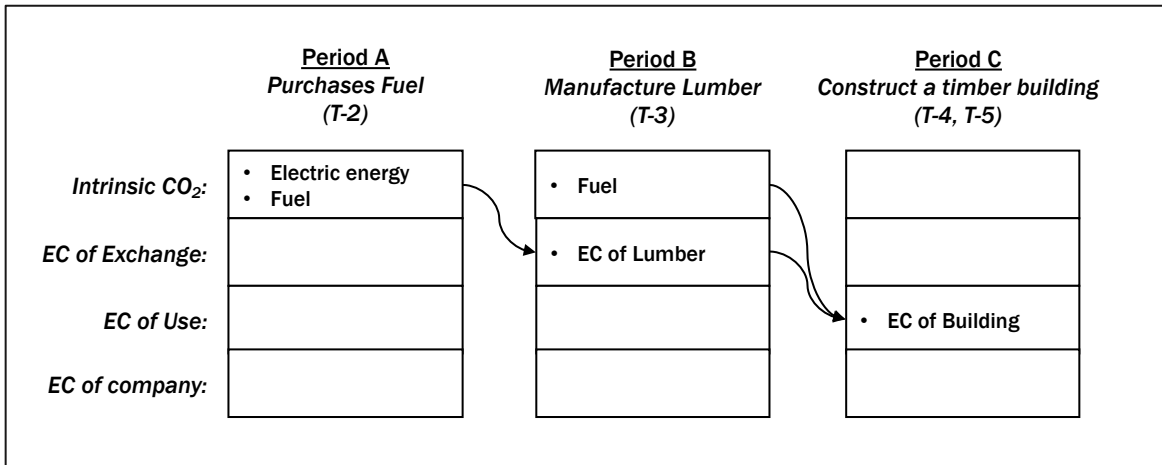 Period A
Purchases Fuel
(T-2)
Period B
Manufacture Lumber
(T-3)
Period C
Construct a timber building
(T-4, T-5)
Intrinsic CO₂:
• Electric energy
• Fuel
• Fuel
EC of Exchange:
• EC of Lumber
EC of Use:
• EC of Building
EC of company: